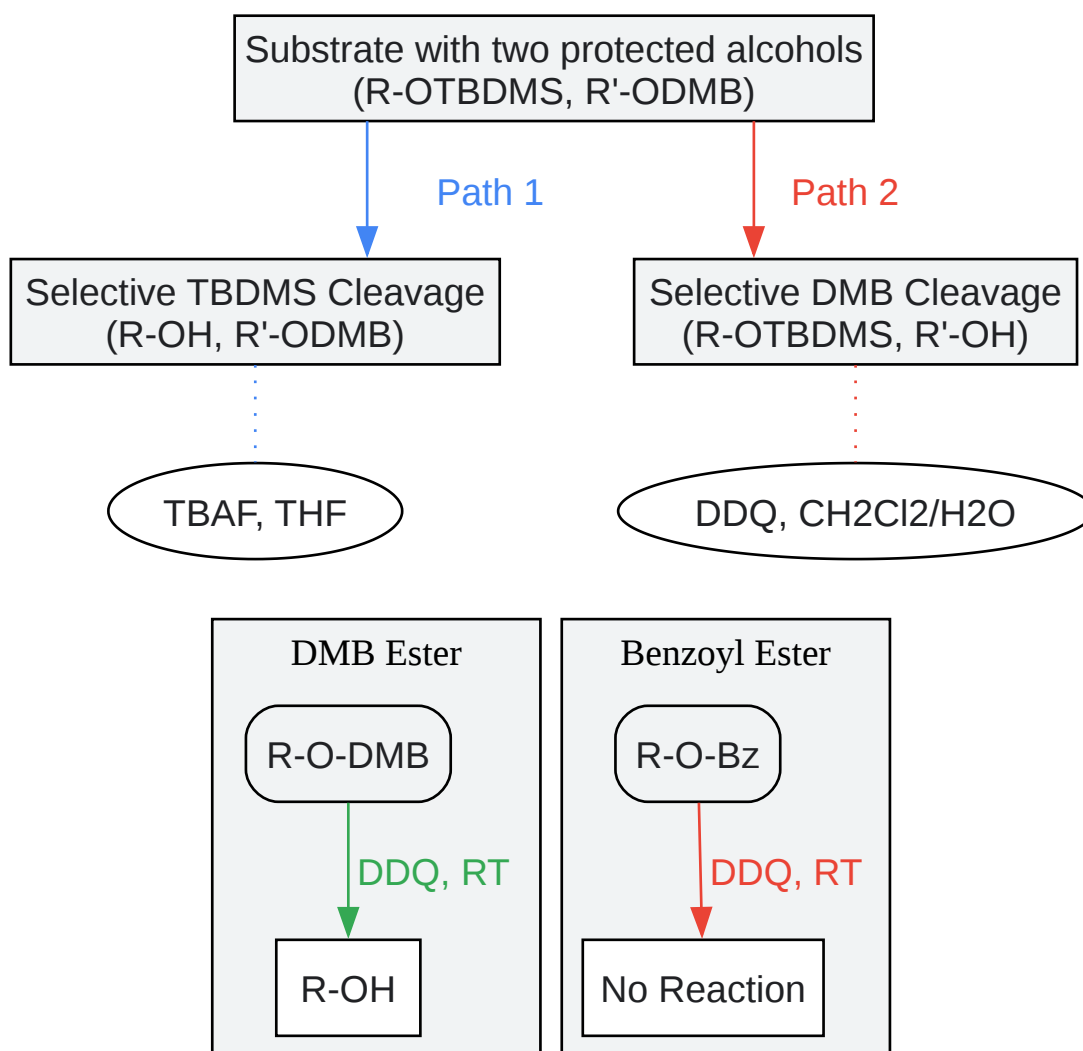 Substrate with two protected alcohols
(R-OTBDMS, R'-ODMB)
Path 1
Path 2
Selective TBDMS Cleavage
(R-OH, R'-ODMB)
Selective DMB Cleavage
(R-OTBDMS, R'-OH)
TBAF, THF
DDQ, CH2Cl2/H2O
DMB Ester
R-O-DMB
DDQ, RT
R-OH
Benzoyl Ester
R-O-Bz
DDQ, RT
No Reaction